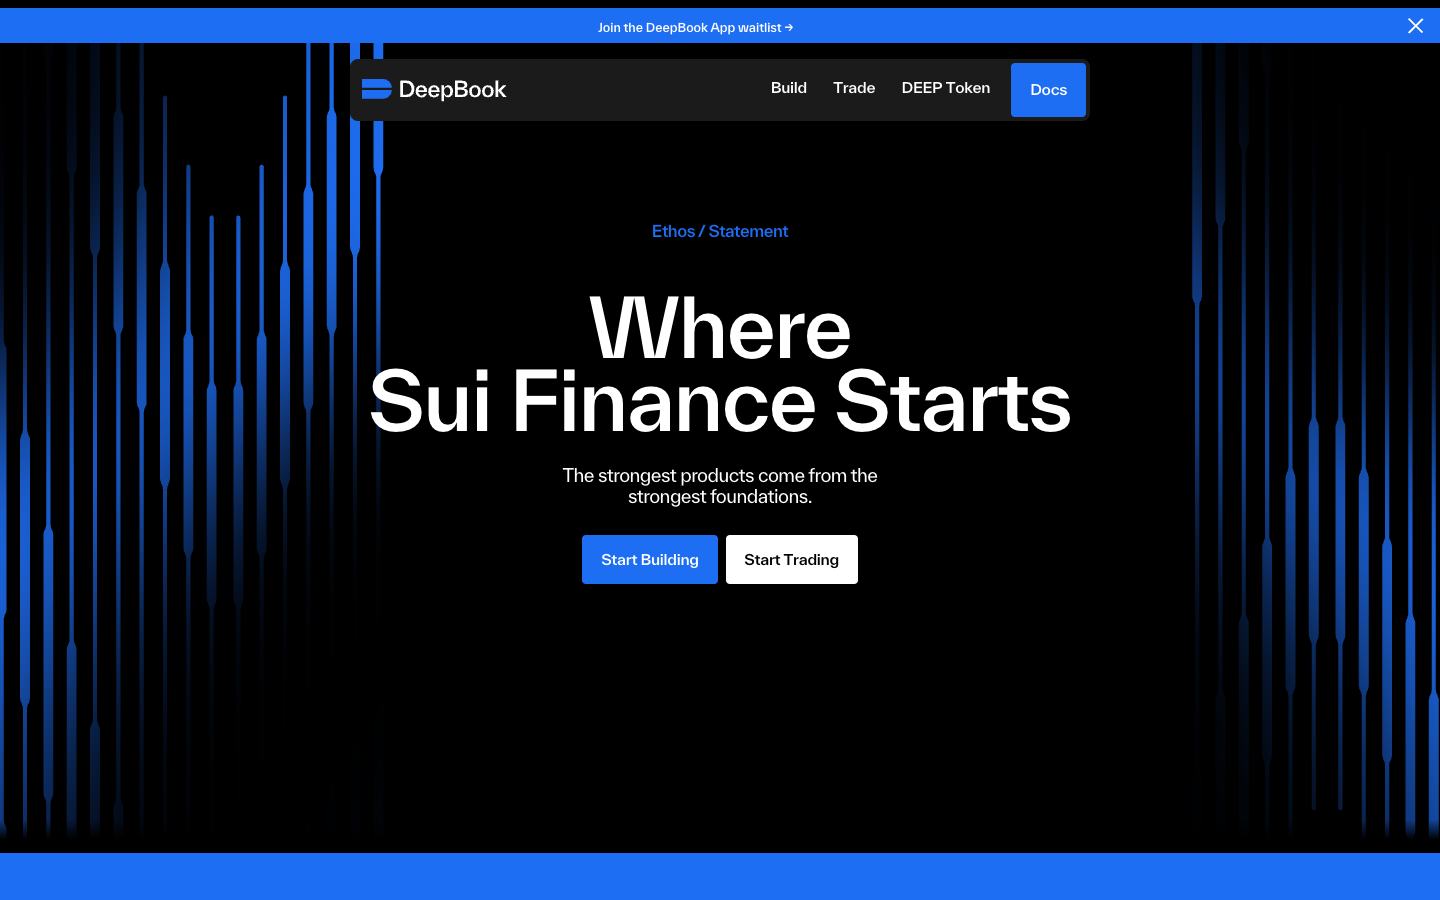 Join the DeepBook App waitlist →
DeepBook
Build
Trade
DEEP Token
Docs
Ethos / Statement
Where
Sui Finance Starts
The strongest products come from the
strongest foundations.
Start Building
Start Trading